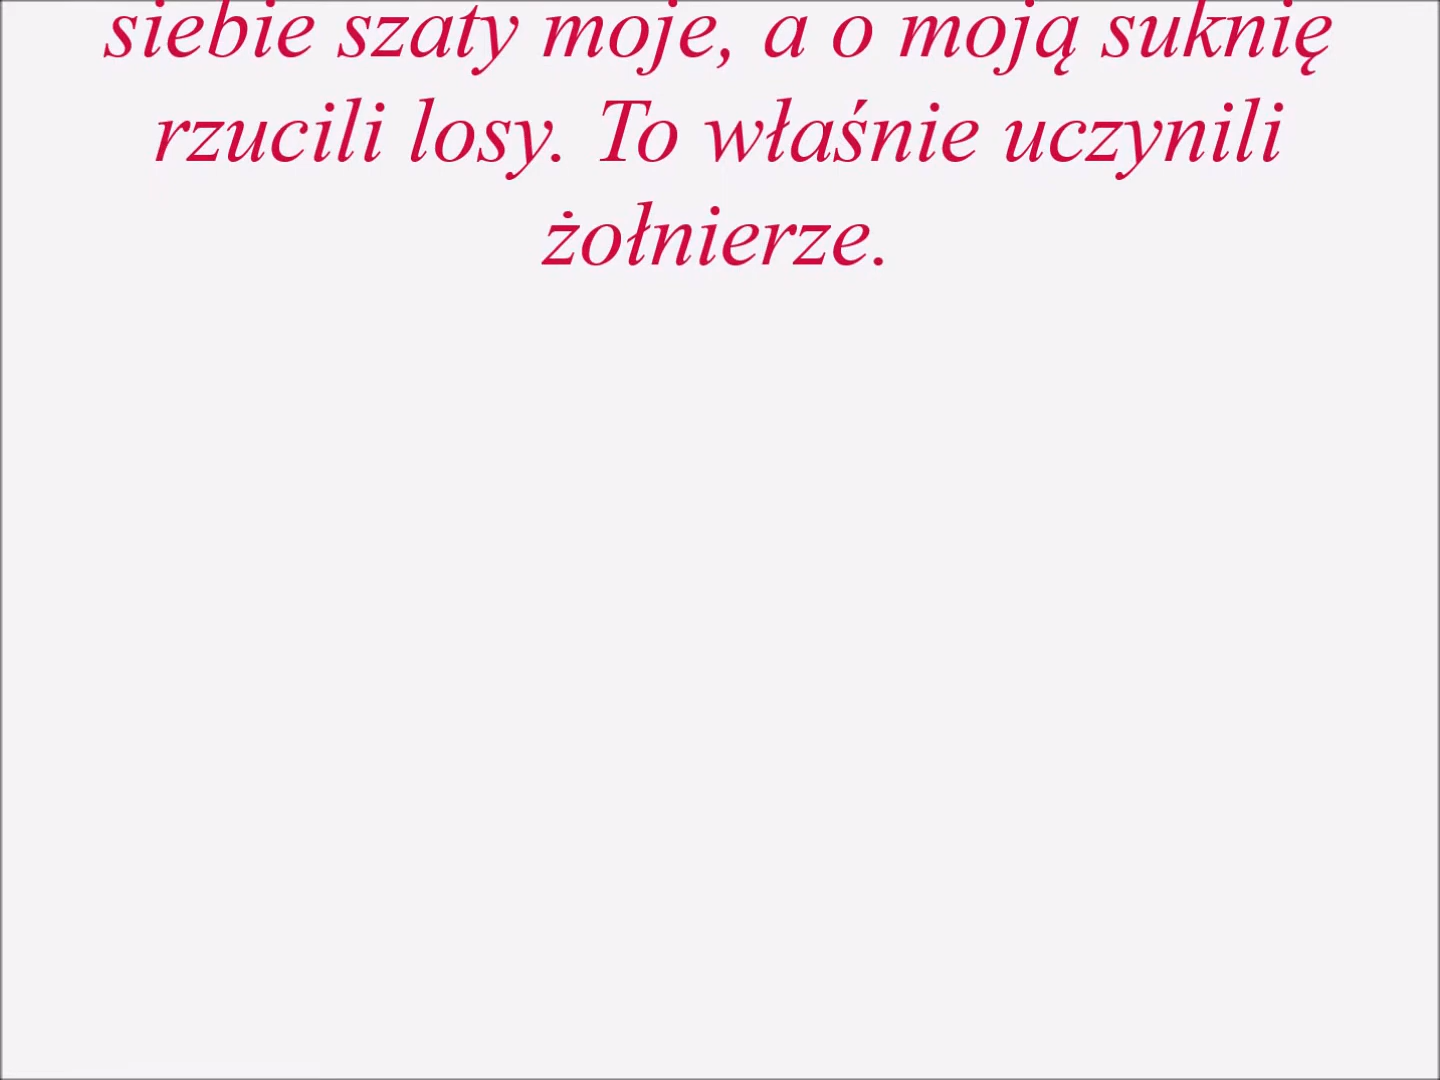 siebie szaty moje, a o moją suknię
rzucili losy. To właśnie uczynili
żołnierze.